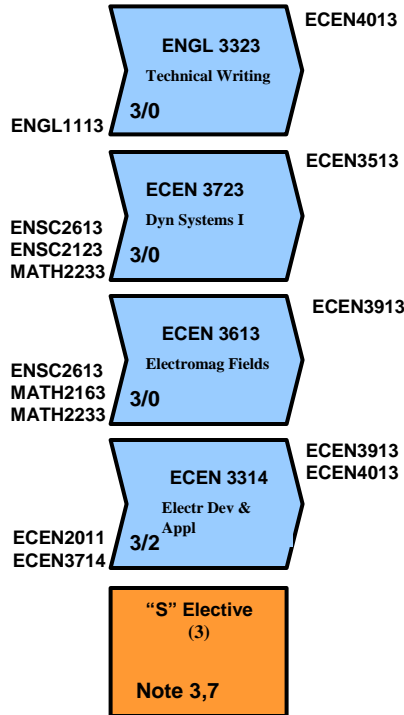 ECEN4013
ENGL 3323
Technical Writing
3/0
ENGL1113
ECEN3513
ECEN 3723
Dyn Systems I
ENSC2613
ENSC2123
MATH2233
3/0
ECEN3913
ECEN 3613
Electromag Fields
ENSC2613
MATH2163
MATH2233
3/0
ECEN3913
ECEN4013
ECEN 3314
Electr Dev &
Appl
3/2
ECEN2011
ECEN3714
“S” Elective
(3)
Note 3,7